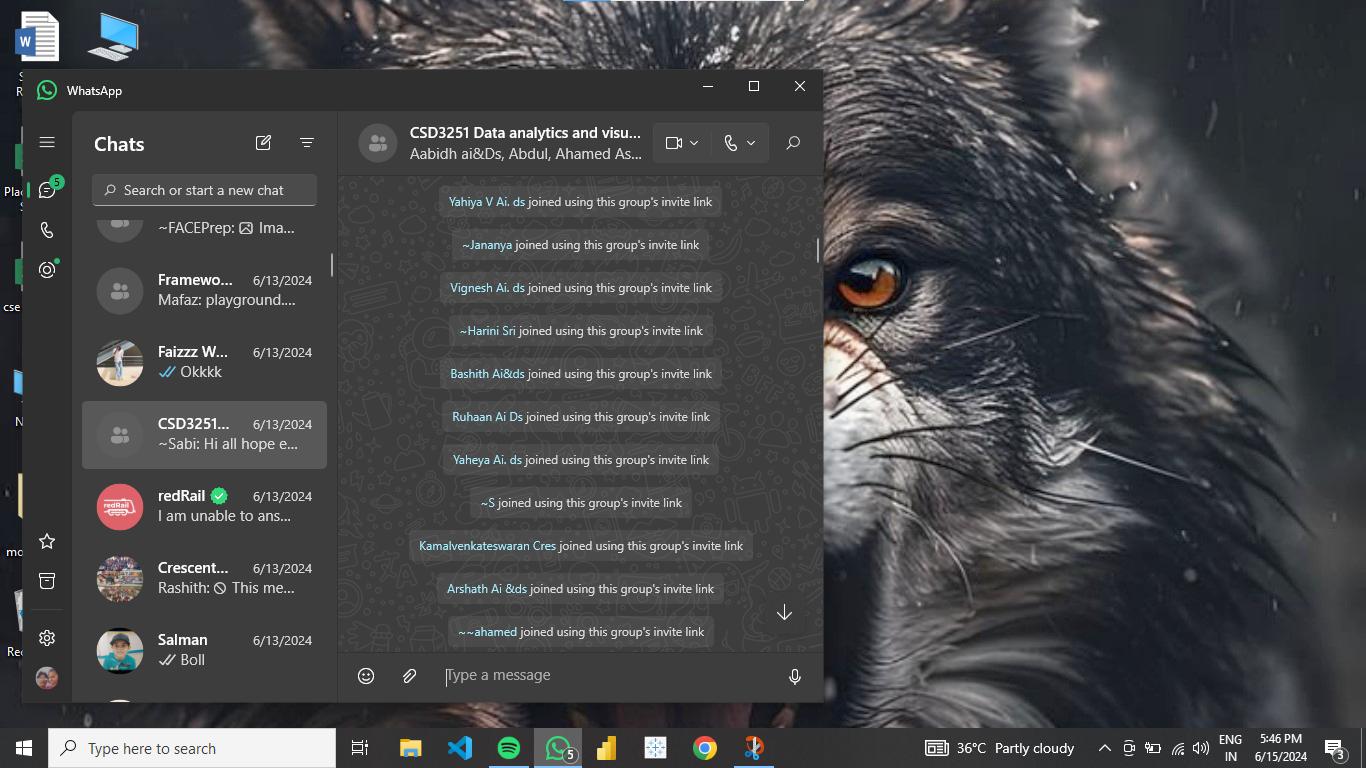 WhatsApp
Chats
Search or start a new chat
~FACEPrep: Ima...
Framewo... 6/13/2024
Mafaz: playground....
Faizzz W... 6/13/2024
Okkkk
CSD3251... 6/13/2024
~Sabi: Hi all hope e...
redRail 6/13/2024
redRail
I am unable to ans...
Crescent... 6/13/2024
Rashith: This me...
Salman 6/13/2024
Boll
5
CSD3251 Data analytics and visu...
Aabidh ai&Ds, Abdul, Ahamed As...
Yahiya V Ai. ds joined using this group's invite link
~Jananya joined using this group's invite link
Vignesh Ai. ds joined using this group's invite link
~Harini Sri joined using this group's invite link
Bashith Ai&ds joined using this group's invite link
Ruhaan Ai Ds joined using this group's invite link
Yaheya Ai. ds joined using this group's invite link
~S joined using this group's invite link
Kamalvenkateswaran Cres joined using this group's invite link
Arshath Ai &ds joined using this group's invite link
~~ahamed joined using this group's invite link
Type a message
Type here to search
5
36°C Partly cloudy
ENG
IN
5:46 PM
6/15/2024
3